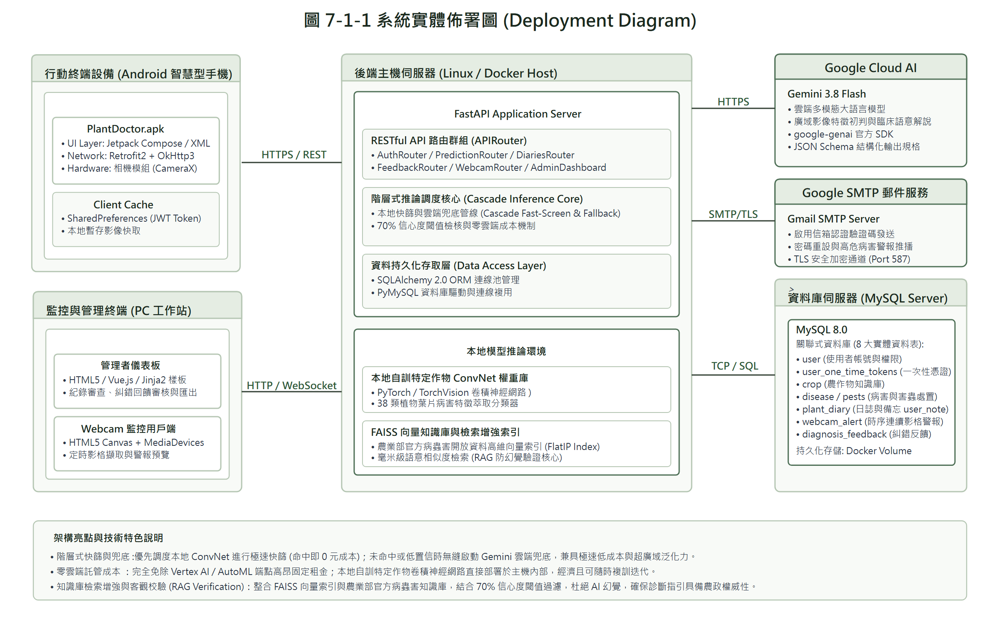 圖 7-1-1 系統實體佈署圖 (Deployment Diagram)
行動終端設備 (Android 智慧型手機)
PlantDoctor.apk
• UI Layer: Jetpack Compose / XML
• Network: Retrofit2 + OkHttp3
• Hardware: 相機模組 (CameraX)
Client Cache
• SharedPreferences (JWT Token)
• 本地暫存影像快取
監控與管理終端 (PC 工作站)
管理者儀表板
• HTML5 / Vue.js / Jinja2 樣板
• 紀錄審查、糾錯回饋審核與匯出
Webcam 監控用戶端
• HTML5 Canvas + MediaDevices
• 定時影格擷取與警報預覽
HTTPS / REST
HTTP / WebSocket
後端主機伺服器 (Linux / Docker Host)
FastAPI Application Server
RESTful API 路由群組 (APIRouter)
• AuthRouter / PredictionRouter / DiariesRouter
• FeedbackRouter / WebcamRouter / AdminDashboard
階層式推論調度核心 (Cascade Inference Core)
• 本地快篩與雲端兜底管線 (Cascade Fast-Screen & Fallback)
• 70% 信心度閾值檢核與零雲端成本機制
資料持久化存取層 (Data Access Layer)
• SQLAlchemy 2.0 ORM 連線池管理
• PyMySQL 資料庫驅動與連線複用
本地模型推論環境
本地自訓特定作物 ConvNet 權重庫
• PyTorch / TorchVision 卷積神經網路 )
• 38 類植物葉片病害特徵萃取分類器
FAISS 向量知識庫與檢索增強索引
• 農業部官方病蟲害開放資料高維向量索引 (FlatIP Index)
• 毫米級語意相似度檢索 (RAG 防幻覺驗證核心)
HTTPS
SMTP/TLS
TCP / SQL
Google Cloud AI
Gemini 3.8 Flash
• 雲端多模態大語言模型
• 廣域影像特徵初判與臨床語意解說
• google-genai 官方 SDK
• JSON Schema 結構化輸出規格
Google SMTP 郵件服務
Gmail SMTP Server
• 啟用信箱認證驗證碼發送
• 密碼重設與高危病害警報推播
• TLS 安全加密通道 (Port 587)
>
資料庫伺服器 (MySQL Server)
MySQL 8.0
關聯式資料庫 (8 大實體資料表):
• user (使用者帳號與權限)
• user_one_time_tokens (一次性憑證)
• crop (農作物知識庫)
• disease / pests (病害與害蟲處置)
• plant_diary (日誌與備忘 user_note)
• webcam_alert (時序連續影格警報)
• diagnosis_feedback (糾錯反饋)
持久化存儲: Docker Volume
架構亮點與技術特色說明
• 階層式快篩與兜底 :優先調度本地 ConvNet 進行極速快篩 (命中即 0 元成本)；未命中或低置信時無縫啟動 Gemini 雲端兜底，兼具極速低成本與超廣域泛化力。
• 零雲端託管成本 ：完全免除 Vertex AI / AutoML 端點高昂固定租金；本地自訓特定作物卷積神經網路直接部署於主機內部，經濟且可隨時複訓迭代。
• 知識庫檢索增強與客觀校驗 (RAG Verification)：整合 FAISS 向量索引與農業部官方病蟲害知識庫，結合 70% 信心度閾值過濾，杜絕 AI 幻覺，確保診斷指引具備農政權威性。